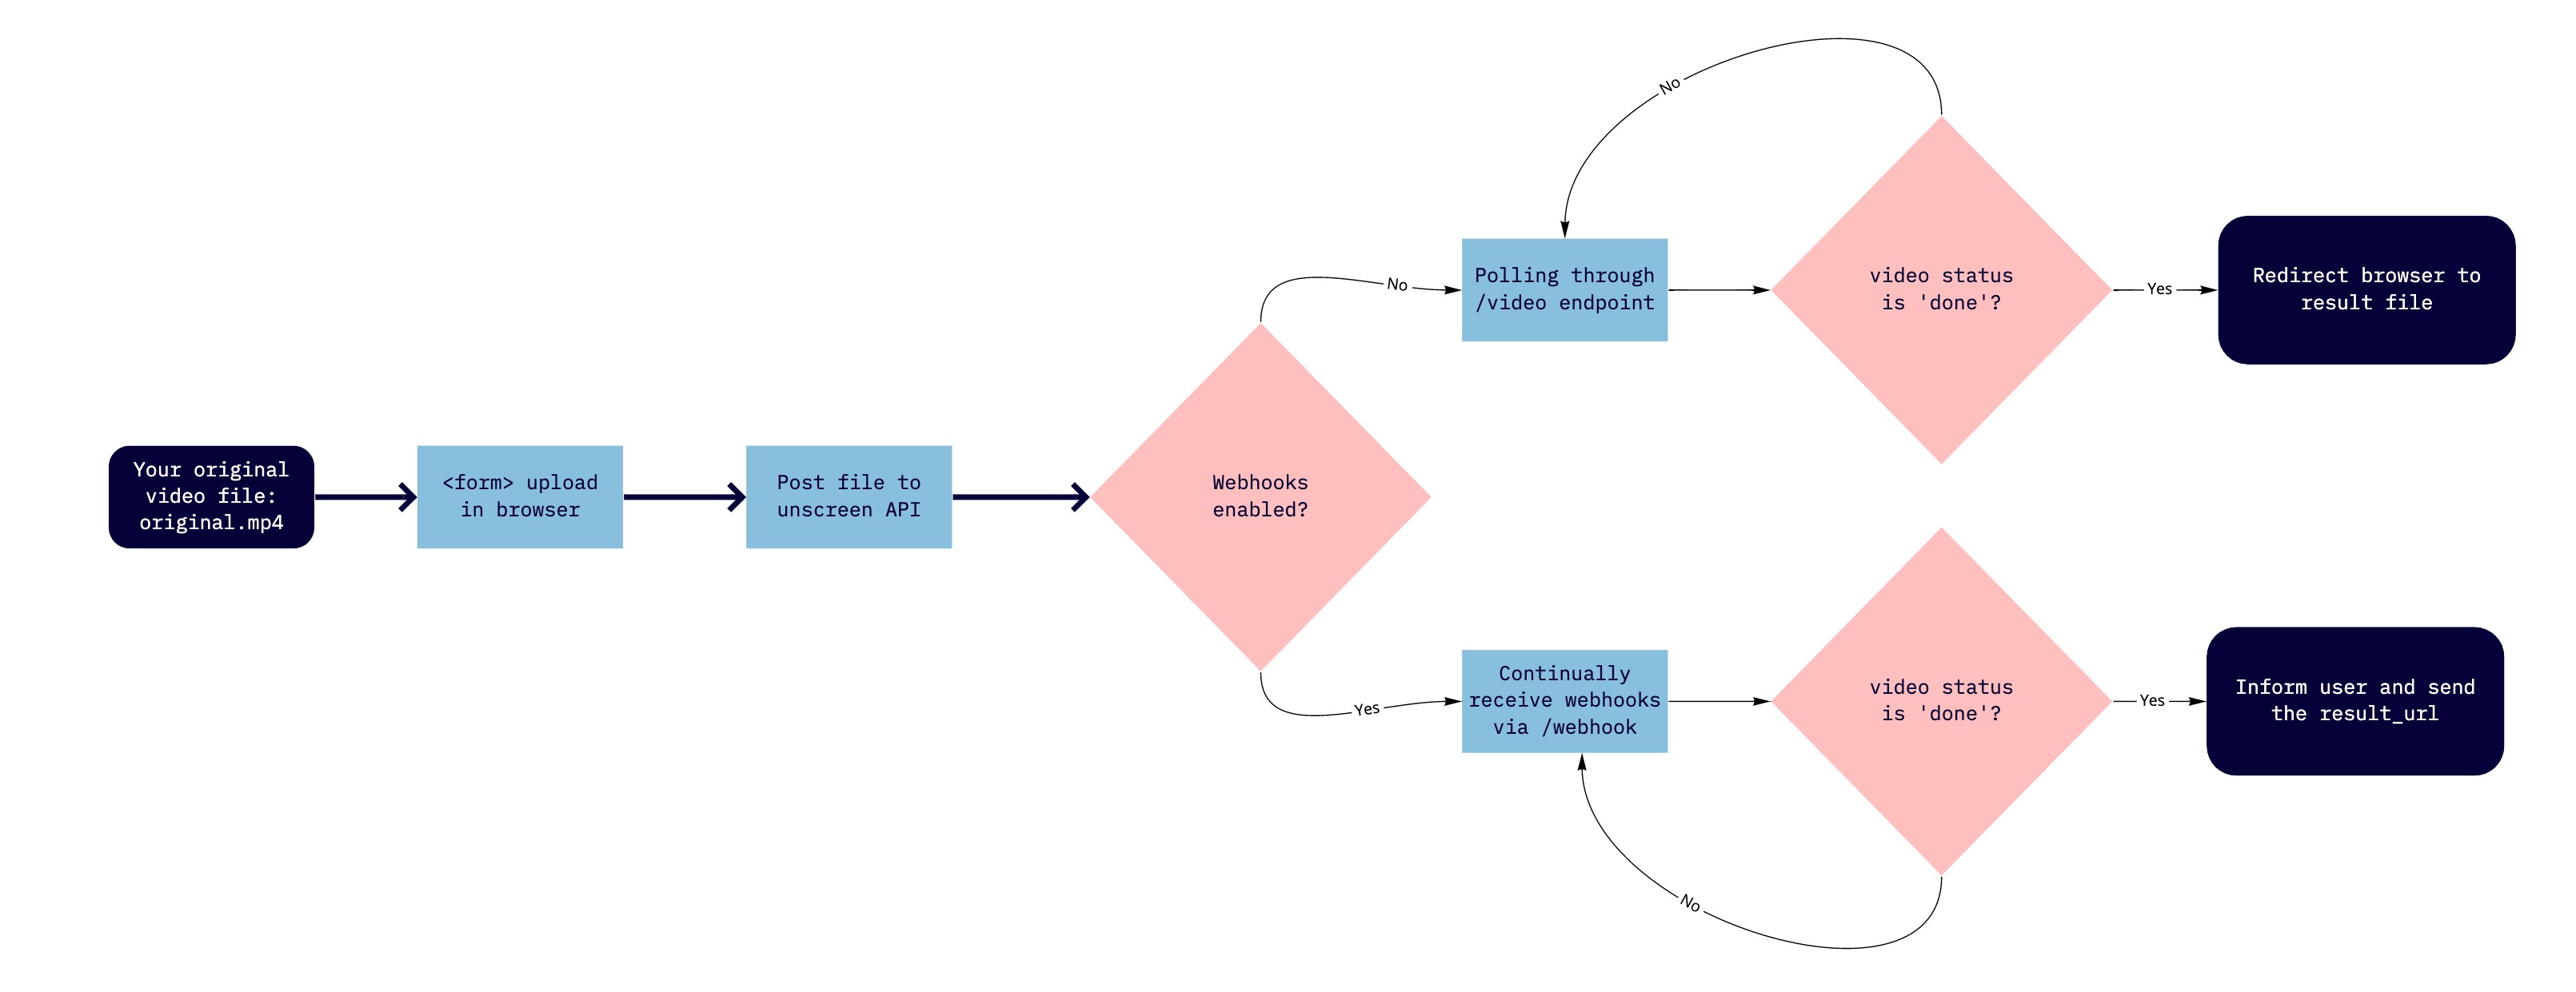 Your original
video file:
original.mp4
<form> upload
in browser
Post file to
unscreen API
Webhooks
enabled?
No
Polling through
/video endpoint
No
video status
is 'done'?
Yes
Redirect browser to
result file
Yes
Continually
receive webhooks
via /webhook
No
video status
is 'done'?
Yes
Inform user and send
the result_url